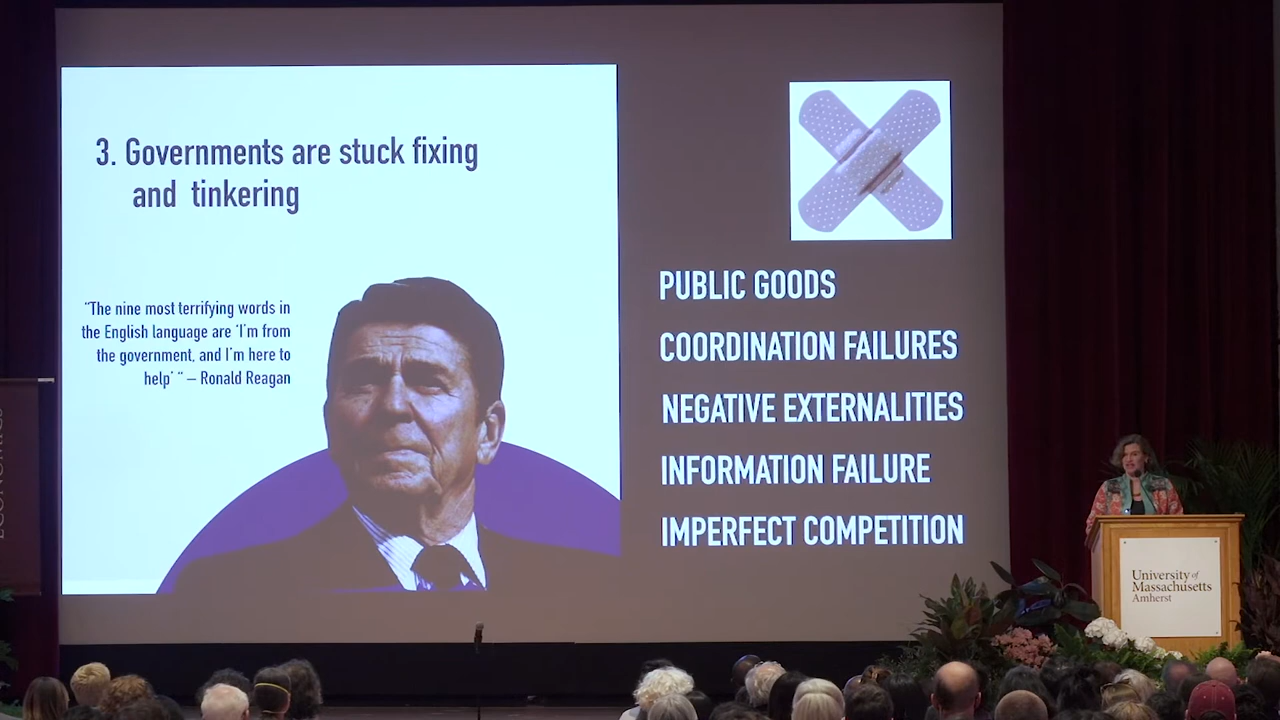 3. Governments are stuck fixing
and tinkering
“The nine most terrifying words in
the English language are ‘I’m from
the government, and I’m here to
help’ “ – Ronald Reagan
PUBLIC GOODS
COORDINATION FAILURES
NEGATIVE EXTERNALITIES
INFORMATION FAILURE
IMPERFECT COMPETITION
ECONOMICS
University of
Massachusetts
Amherst